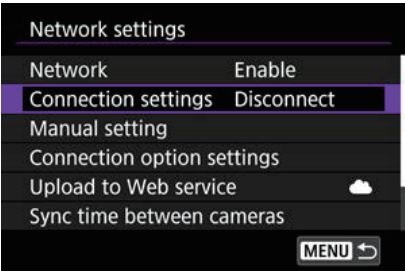 Network settings
Network Enable
Connection settings Disconnect
Manual setting
Connection option settings
Upload to Web service
Sync time between cameras
MENU